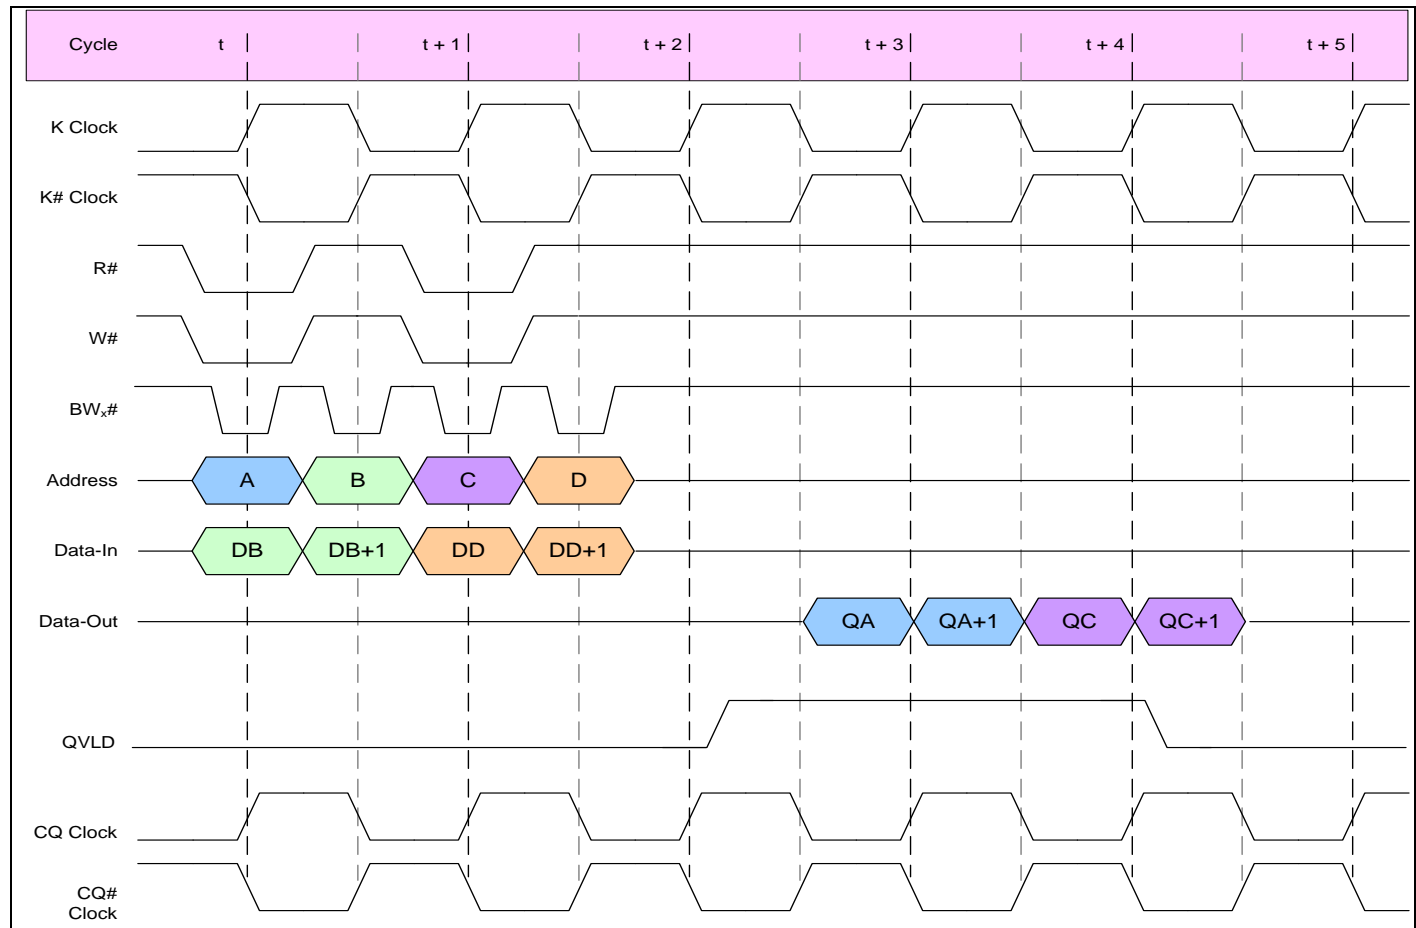 Cycle t t + 1 t + 2 t + 3 t + 4 t + 5
K Clock
K# Clock
R#
W#
BWₓ#
Address A B C D
Data-In DB DB+1 DD DD+1
Data-Out QA QA+1 QC QC+1
QVLD
CQ Clock
CQ#
Clock